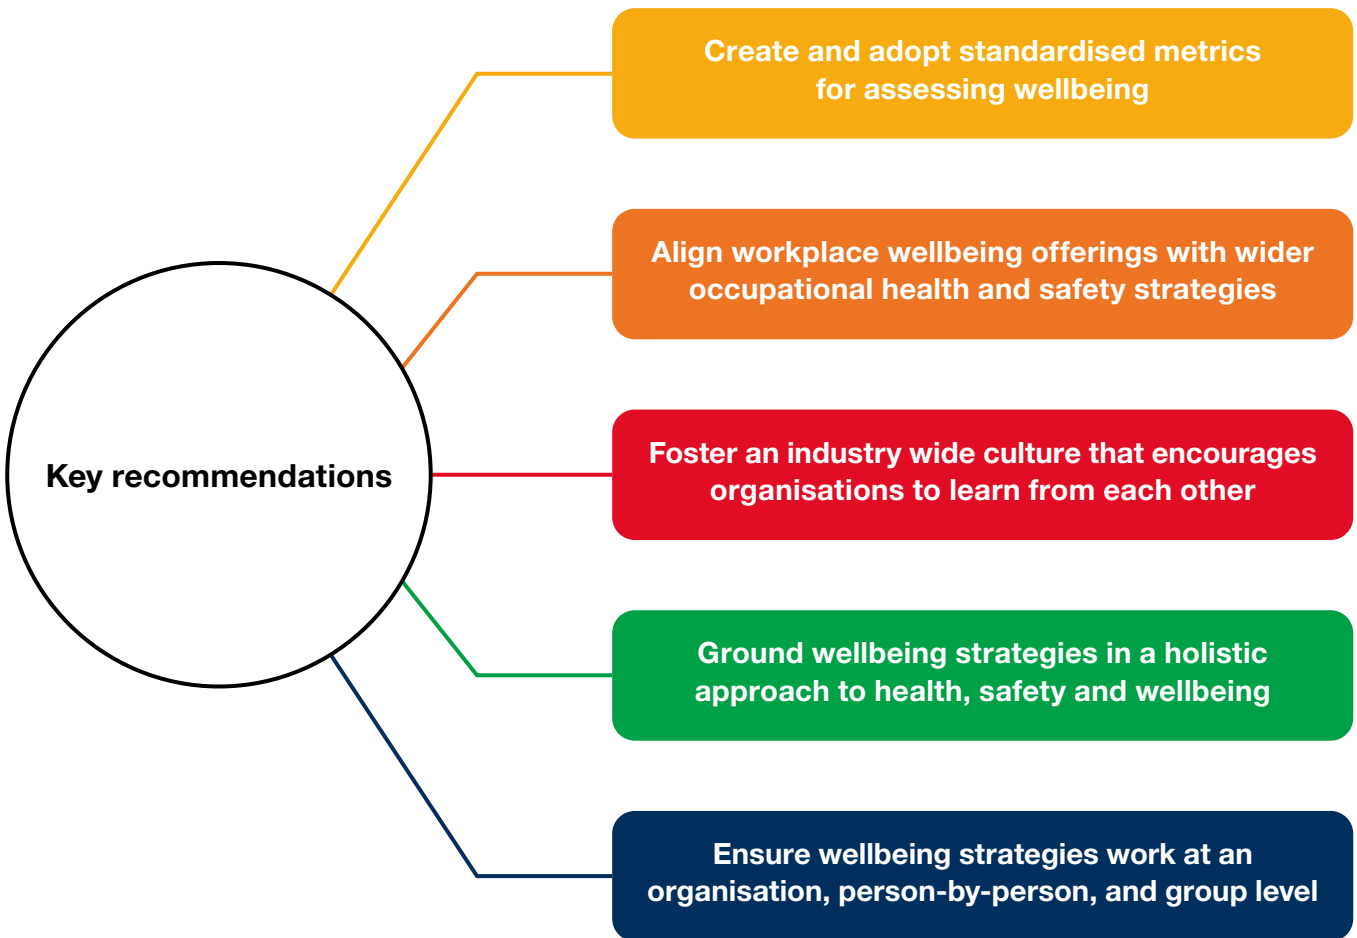 Create and adopt standardised metrics
for assessing wellbeing
Align workplace wellbeing offerings with wider
occupational health and safety strategies
Key recommendations
Foster an industry wide culture that encourages
organisations to learn from each other
Ground wellbeing strategies in a holistic
approach to health, safety and wellbeing
Ensure wellbeing strategies work at an
organisation, person-by-person, and group level